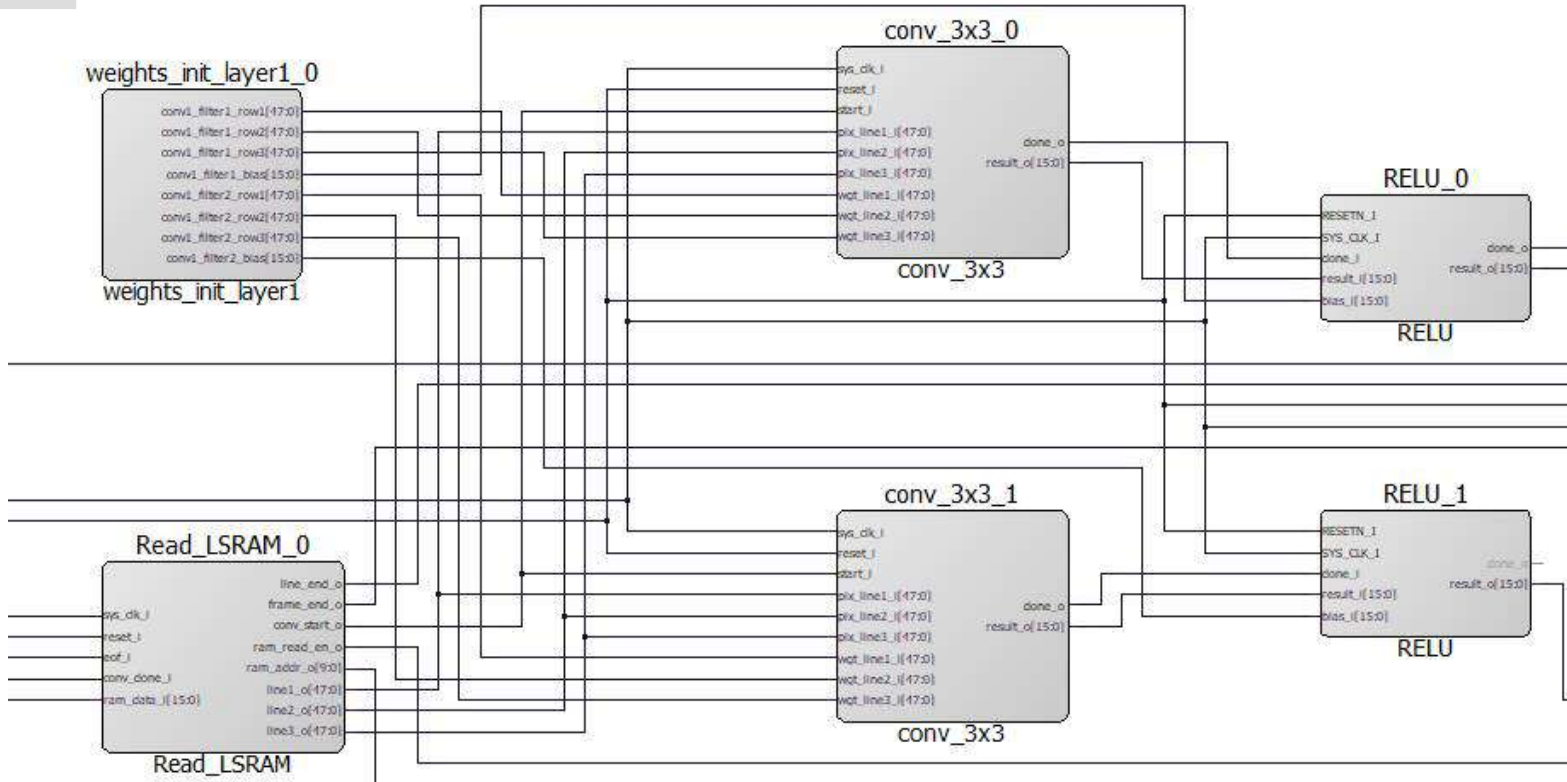 weights_init_layer1_0
conv1_filter1_row1[47:0]
conv1_filter1_row2[47:0]
conv1_filter1_row3[47:0]
conv1_filter1_bias[15:0]
conv1_filter2_row1[47:0]
conv1_filter2_row2[47:0]
conv1_filter2_row3[47:0]
conv1_filter2_bias[15:0]
weights_init_layer1
conv_3x3_0
sys_clk_i
reset_i
start_i
pix_line1_i[47:0]
pix_line2_i[47:0]
pix_line3_i[47:0]
wgt_line1_i[47:0]
wgt_line2_i[47:0]
wgt_line3_i[47:0]
done_o
result_o[15:0]
conv_3x3
RELU_0
RESETN_I
SYS_CLK_I
done_i
result_i[15:0]
bias_i[15:0]
done_o
result_o[15:0]
RELU
Read_LSRAM_0
sys_clk_i
reset_i
eof_i
conv_done_i
ram_data_i[15:0]
line_end_o
frame_end_o
conv_start_o
ram_read_en_o
ram_addr_o[9:0]
line1_o[47:0]
line2_o[47:0]
line3_o[47:0]
Read_LSRAM
conv_3x3_1
sys_clk_i
reset_i
start_i
pix_line1_i[47:0]
pix_line2_i[47:0]
pix_line3_i[47:0]
wgt_line1_i[47:0]
wgt_line2_i[47:0]
wgt_line3_i[47:0]
done_o
result_o[15:0]
conv_3x3
RELU_1
RESETN_I
SYS_CLK_I
done_i
result_i[15:0]
bias_i[15:0]
done_o
result_o[15:0]
RELU